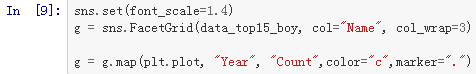 In [9]: sns.set(font_scale=1.4)
g = sns.FacetGrid(data_top15_boy, col="Name", col_wrap=3)
g = g.map(plt.plot, "Year", "Count",color="c",marker=".")